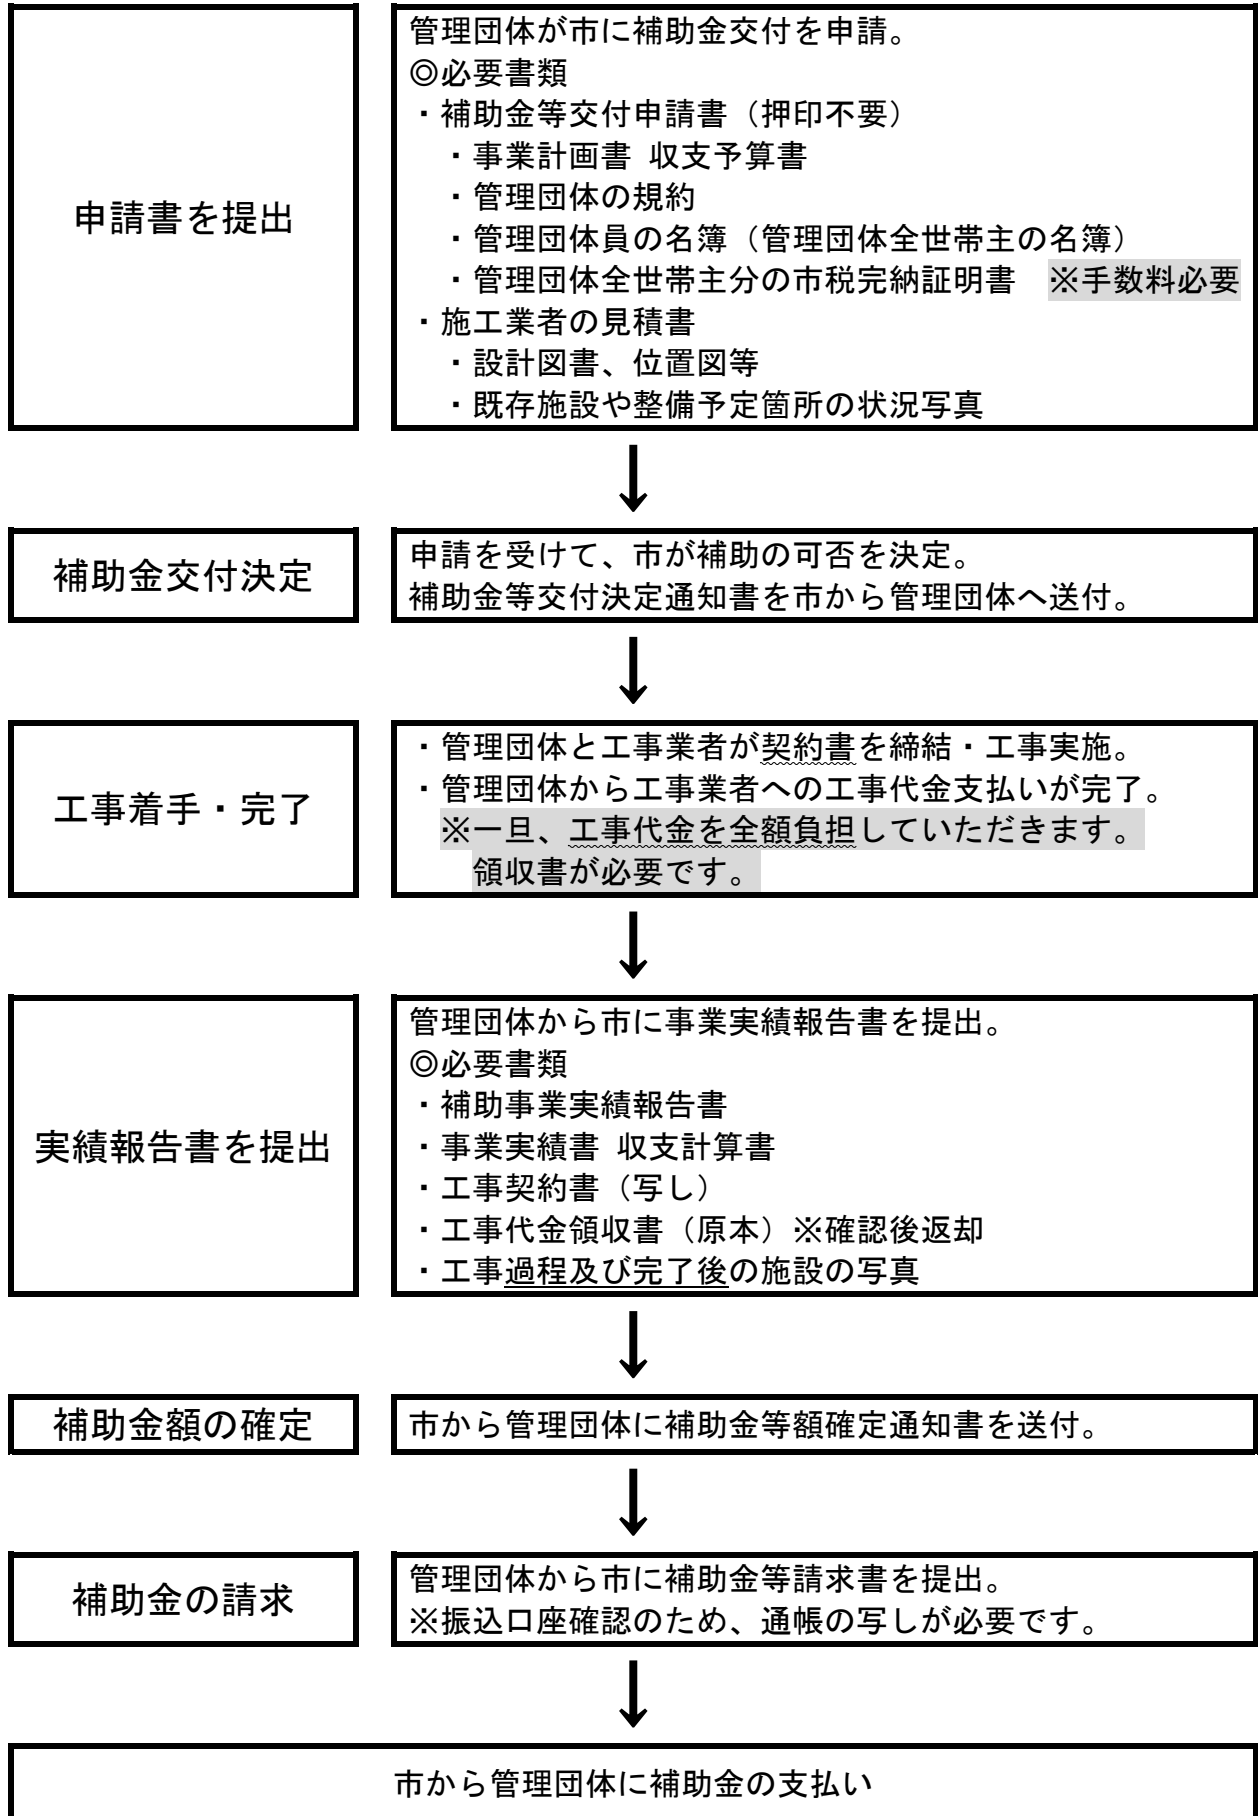 申請書を提出
管理団体が市に補助金交付を申請。
◎必要書類
・補助金等交付申請書（押印不要）
・事業計画書 収支予算書
・管理団体の規約
・管理団体員の名簿（管理団体全世帯主の名簿）
・管理団体全世帯主分の市税完納証明書　※手数料必要
・施工業者の見積書
・設計図書、位置図等
・既存施設や整備予定箇所の状況写真
↓
補助金交付決定
申請を受けて、市が補助の可否を決定。
補助金等交付決定通知書を市から管理団体へ送付。
↓
工事着手・完了
・管理団体と工事業者が契約書を締結・工事実施。
・管理団体から工事業者への工事代金支払いが完了。
※一旦、工事代金を全額負担していただきます。
領収書が必要です。
↓
実績報告書を提出
管理団体から市に事業実績報告書を提出。
◎必要書類
・補助事業実績報告書
・事業実績書 収支計算書
・工事契約書（写し）
・工事代金領収書（原本）※確認後返却
・工事過程及び完了後の施設の写真
↓
補助金額の確定
市から管理団体に補助金等額確定通知書を送付。
↓
補助金の請求
管理団体から市に補助金等請求書を提出。
※振込口座確認のため、通帳の写しが必要です。
↓
市から管理団体に補助金の支払い